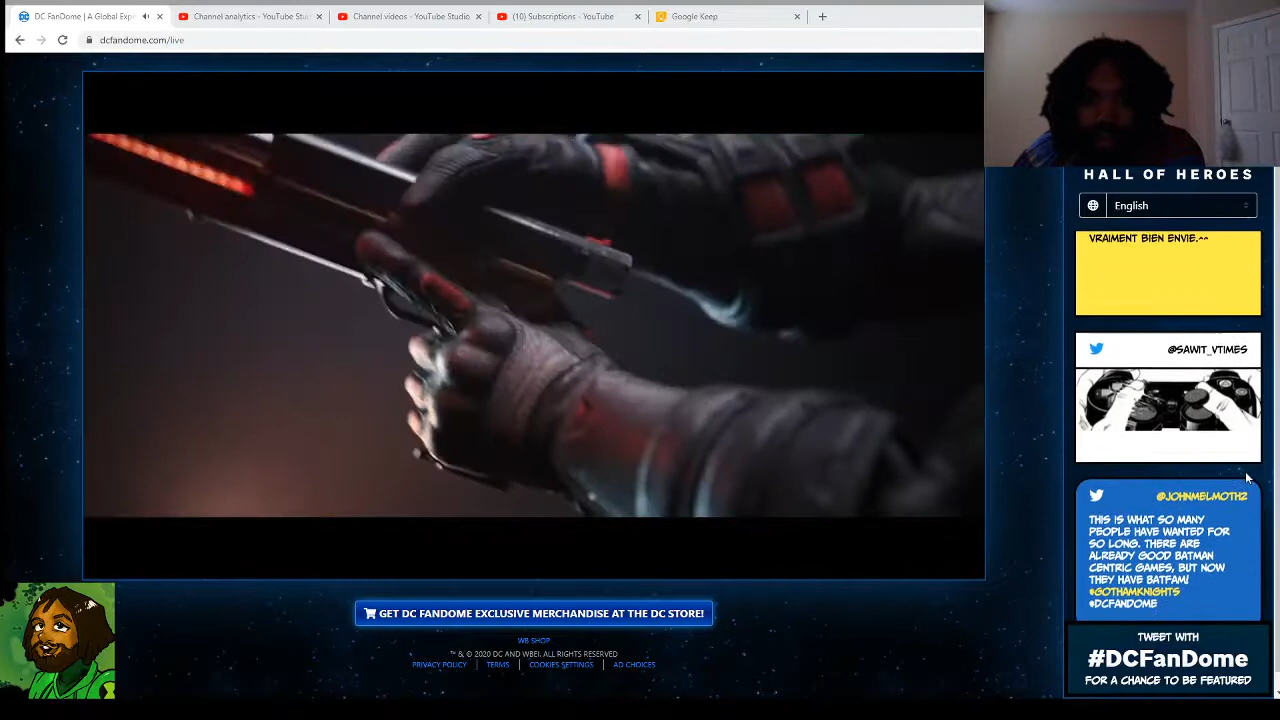 DC FanDome | A Global Expe
Channel analytics - YouTube Stu
Channel videos - YouTube Studio
(10) Subscriptions - YouTube
Google Keep
dcfandome.com/live
HALL OF HEROES
English
VRAIMENT BIEN ENVIE.^^
@SAWIT_VTIMES
@JOHNMELMOTH2
THIS IS WHAT SO MANY
PEOPLE HAVE WANTED FOR
SO LONG. THERE ARE
ALREADY GOOD BATMAN
CENTRIC GAMES, BUT NOW
THEY HAVE BATFAM!
#GOTHAMKNIGHTS
#DCFANDOME
GET DC FANDOME EXCLUSIVE MERCHANDISE AT THE DC STORE!
WB SHOP
™ & © 2020 DC AND WBEI. ALL RIGHTS RESERVED
PRIVACY POLICY
TERMS
COOKIES SETTINGS
AD CHOICES
TWEET WITH
#DCFanDome
FOR A CHANCE TO BE FEATURED